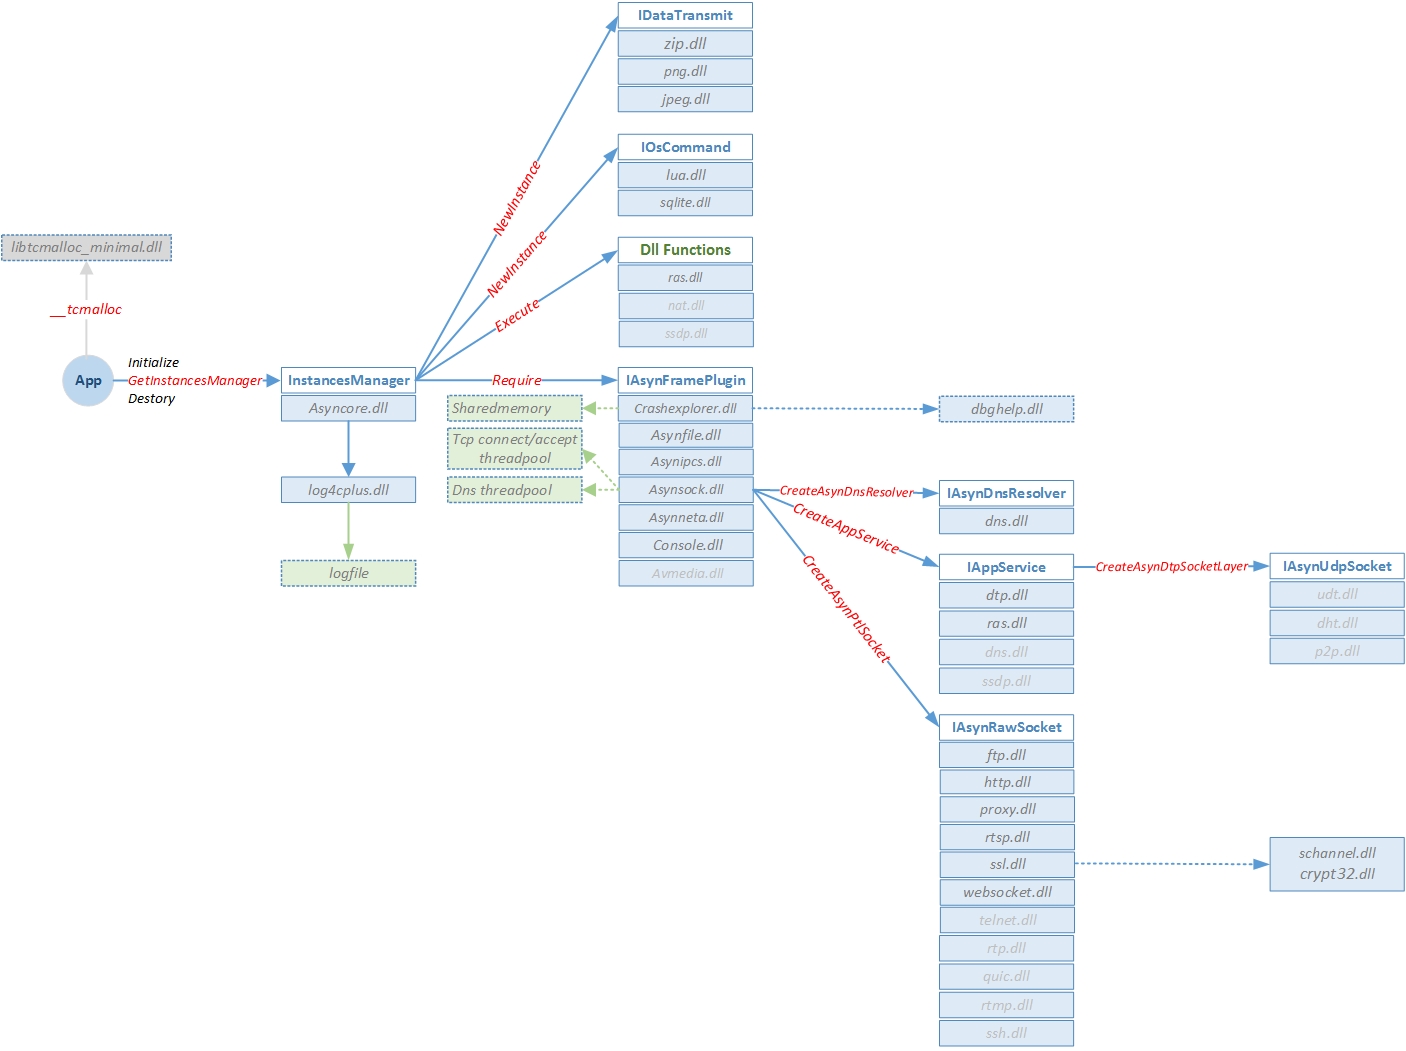 IDataTransmit
zip.dll
png.dll
jpeg.dll
NewInstance
IOsCommand
lua.dll
sqlite.dll
NewInstance
Dll Functions
ras.dll
nat.dll
ssdp.dll
Execute
libtcmalloc_minimal.dll
__tcmalloc
App
Initialize
GetInstancesManager
Destory
InstancesManager
Asyncore.dll
log4cplus.dll
logfile
Require
IAsynFramePlugin
Crashexplorer.dll
Asynfile.dll
Asynipcs.dll
Asynsock.dll
Asynneta.dll
Console.dll
Avmedia.dll
Sharedmemory
Tcp connect/accept
threadpool
Dns threadpool
dbghelp.dll
CreateAsynDnsResolver
IAsynDnsResolver
dns.dll
CreateAppService
IAppService
dtp.dll
ras.dll
dns.dll
ssdp.dll
CreateAsynDtpSocketLayer
IAsynUdpSocket
udt.dll
dht.dll
p2p.dll
CreateAsynPtlSocket
IAsynRawSocket
ftp.dll
http.dll
proxy.dll
rtsp.dll
ssl.dll
websocket.dll
telnet.dll
rtp.dll
quic.dll
rtmp.dll
ssh.dll
schannel.dll
crypt32.dll